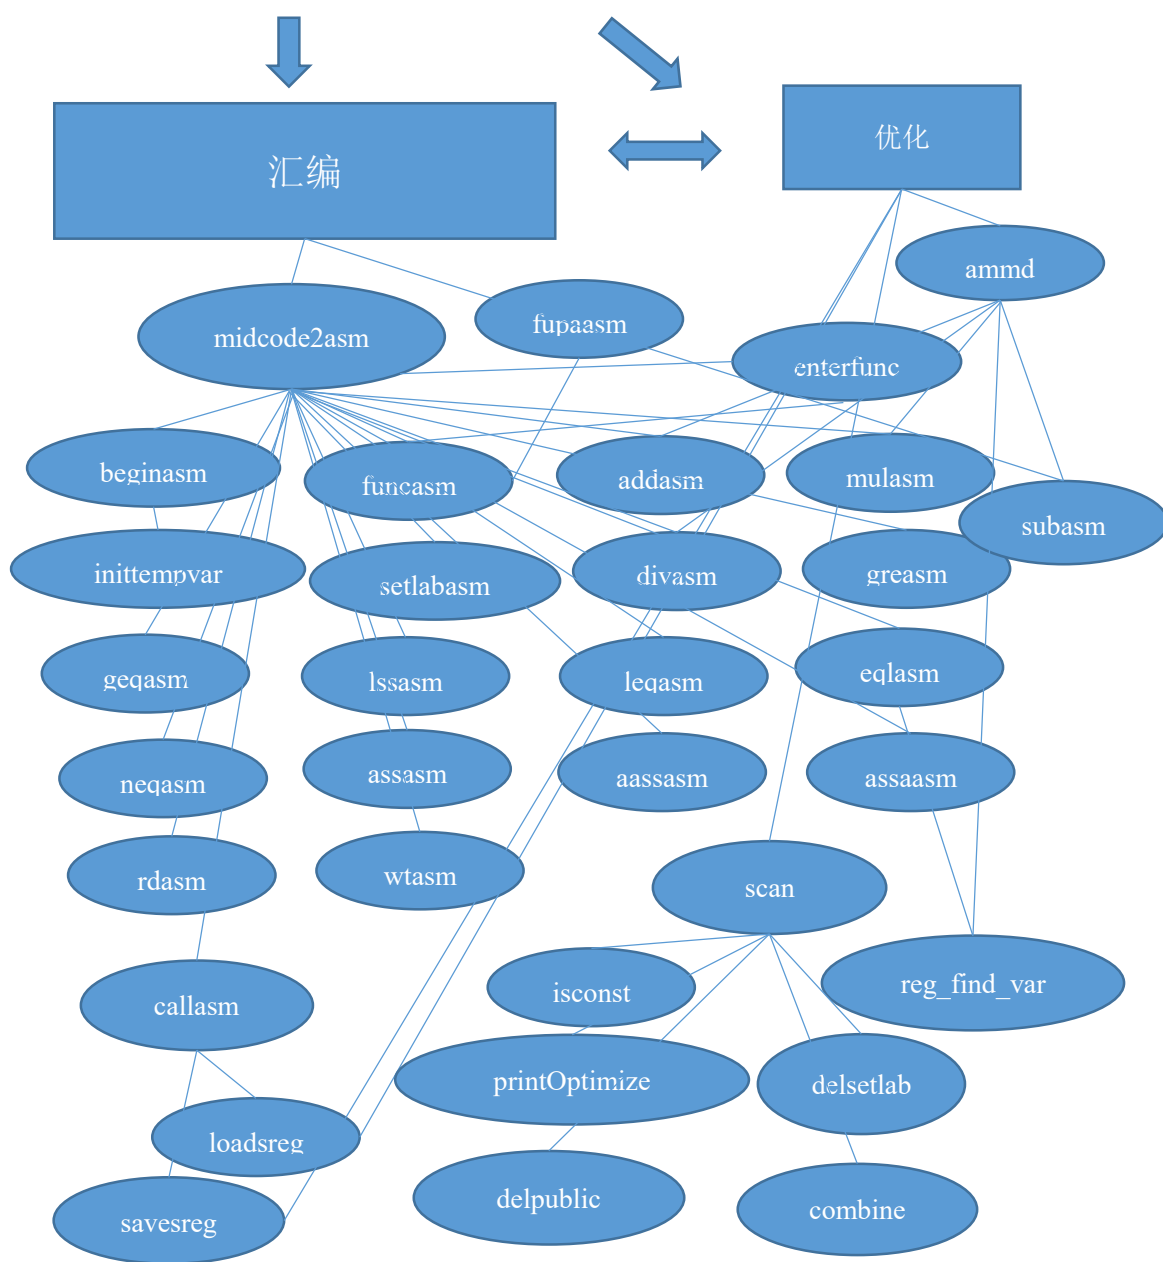 汇编
优化
ammd
midcode2asm
fupaasm
enterfunc
beginasm
funcasm
addasm
mulasm
subasm
inittempvar
setlabasm
divasm
greasm
geqasm
lssasm
leqasm
eqlasm
neqasm
assasm
aassasm
assaasm
rdasm
wtasm
scan
callasm
isconst
reg_find_var
printOptimize
delsetlab
loadsreg
delpublic
combine
savesreg